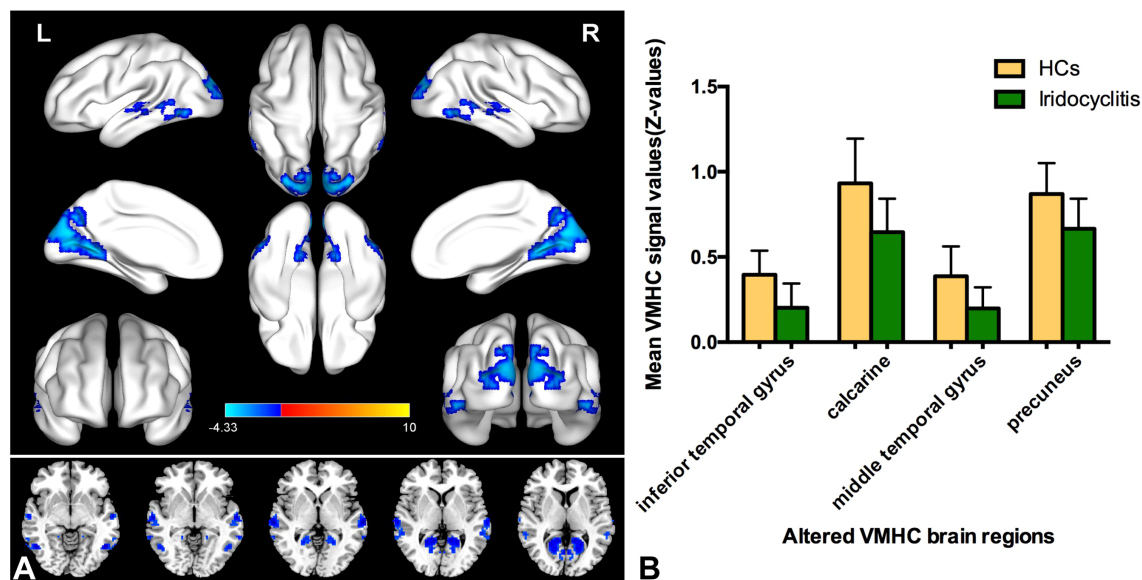 L
R
-4.33
10
A
Mean VMHC signal values(Z-values)
1.5
1.0
0.5
0.0
HCs
Iridocyclitis
inferior temporal gyrus
calcarine
middle temporal gyrus
precuneus
Altered VMHC brain regions
B